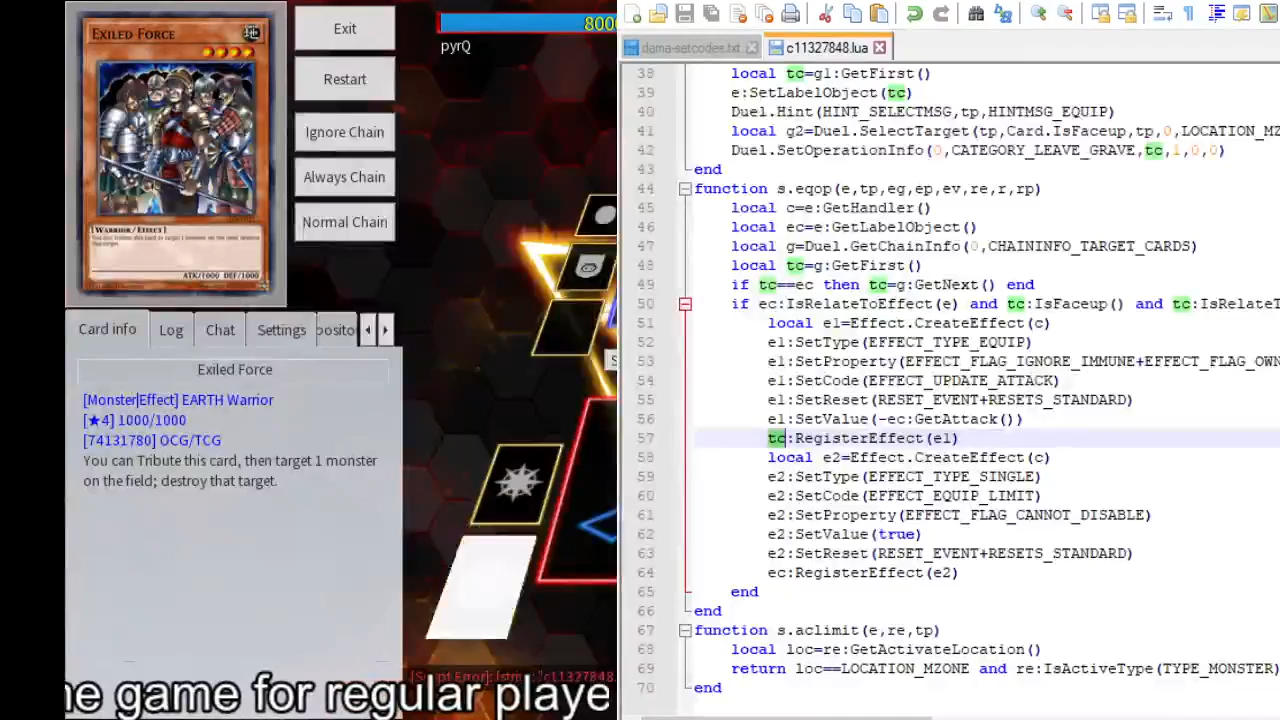 EXILED FORCE
[WARRIOR/EFFECT]
ATK/1000 DEF/1000
Exit
Restart
Ignore Chain
Always Chain
Normal Chain
8000
pyrQ
Card info
Log
Chat
Settings
posito
Exiled Force
[Monster|Effect] EARTH Warrior
[★4] 1000/1000
[74131780] OCG/TCG
You can Tribute this card, then target 1 monster
on the field; destroy that target.
[Script Error]: [string "c11327848.
ne game for regular playe
dama-setcodes.txt
c11327848.lua
38 local tc=g1:GetFirst()
39 e:SetLabelObject(tc)
40 Duel.Hint(HINT_SELECTMSG,tp,HINTMSG_EQUIP)
41 local g2=Duel.SelectTarget(tp,Card.IsFaceup,tp,0,LOCATION_MZ
42 Duel.SetOperationInfo(0,CATEGORY_LEAVE_GRAVE,tc,1,0,0)
43 end
44 function s.eqop(e,tp,eg,ep,ev,re,r,rp)
45 local c=e:GetHandler()
46 local ec=e:GetLabelObject()
47 local g=Duel.GetChainInfo(0,CHAININFO_TARGET_CARDS)
48 local tc=g:GetFirst()
49 if tc==ec then tc=g:GetNext() end
50 if ec:IsRelateToEffect(e) and tc:IsFaceup() and tc:IsRelateT
51 local e1=Effect.CreateEffect(c)
52 e1:SetType(EFFECT_TYPE_EQUIP)
53 e1:SetProperty(EFFECT_FLAG_IGNORE_IMMUNE+EFFECT_FLAG_OWN
54 e1:SetCode(EFFECT_UPDATE_ATTACK)
55 e1:SetReset(RESET_EVENT+RESETS_STANDARD)
56 e1:SetValue(-ec:GetAttack())
57 tc:RegisterEffect(e1)
58 local e2=Effect.CreateEffect(c)
59 e2:SetType(EFFECT_TYPE_SINGLE)
60 e2:SetCode(EFFECT_EQUIP_LIMIT)
61 e2:SetProperty(EFFECT_FLAG_CANNOT_DISABLE)
62 e2:SetValue(true)
63 e2:SetReset(RESET_EVENT+RESETS_STANDARD)
64 ec:RegisterEffect(e2)
65 end
66 end
67 function s.aclimit(e,re,tp)
68 local loc=re:GetActivateLocation()
69 return loc==LOCATION_MZONE and re:IsActiveType(TYPE_MONSTER)
70 end